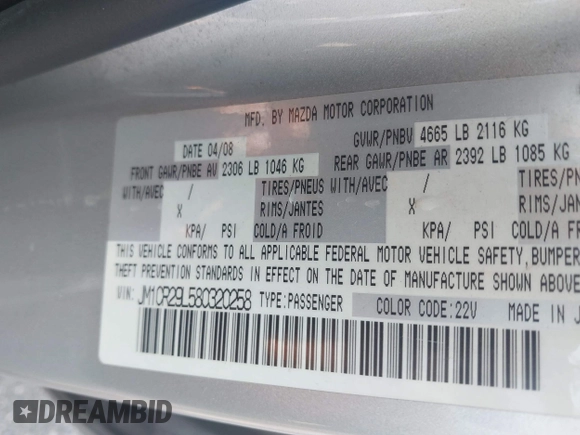 MFD. BY MAZDA MOTOR CORPORATION
DATE 04/08 GVWR/PNBV 4665 LB 2116 KG
FRONT GAWR/PNBE AV 2306 LB 1046 KG REAR GAWR/PNBE AR 2392 LB 1085 KG
WITH/AVEC / TIRES/PNEUS WITH/AVEC / TIRES/PN
X RIMS/JANTES X RIMS/JANTES
KPA/ PSI COLD/A FROID KPA/ PSI COLD/A F
THIS VEHICLE CONFORMS TO ALL APPLICABLE FEDERAL MOTOR VEHICLE SAFETY, BUMPER
THEFT PREVENTION STANDARDS IN EFFECT ON THE DATE OF MANUFACTURE SHOWN ABOVE
VIN: JM1CR29L580320258 TYPE:PASSENGER COLOR CODE:22V MADE IN J
DREAMBID